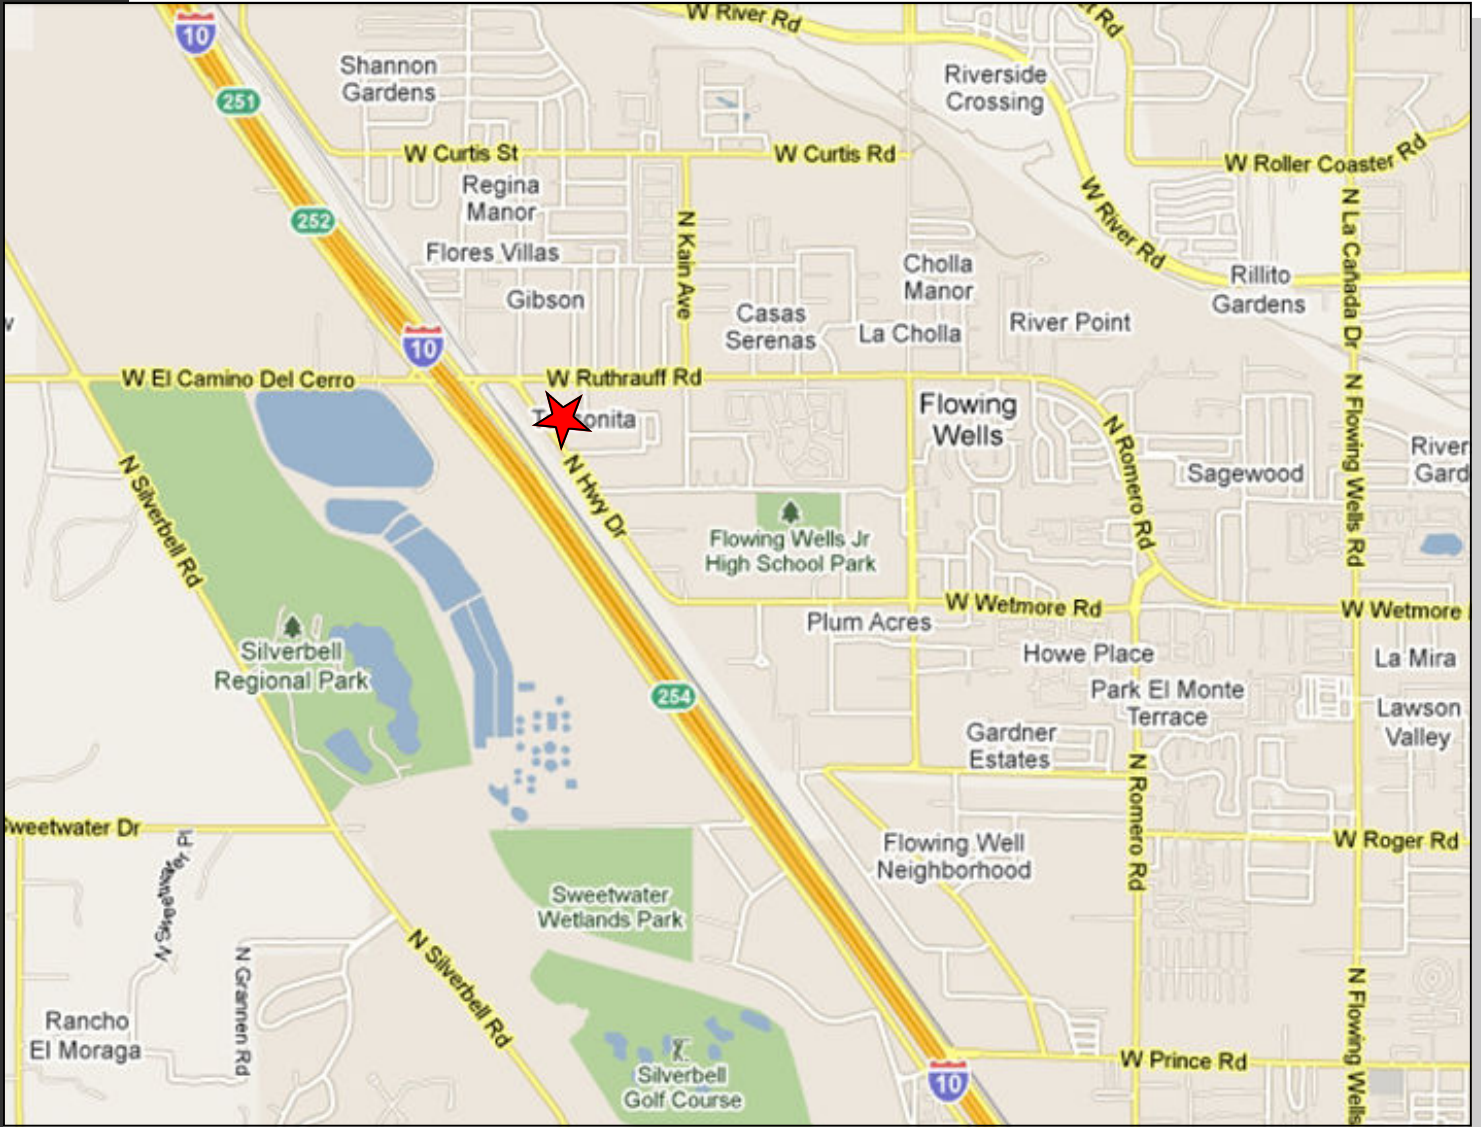 W River Rd
10
Shannon
Gardens
Riverside
Crossing
251
W Curtis St
W Curtis Rd
W Roller Coaster Rd
Regina
Manor
252
N Kain Ave
W River Rd
N La Cañada Dr
Flores Villas
Cholla
Manor
Rillito
Gardens
Gibson
Casas
Serenas
La Cholla
River Point
10
W El Camino Del Cerro
W Ruthrauff Rd
Flowing
Wells
N Romero Rd
N Flowing Wells Rd
River
Gard
Sagewood
N Silverbell Rd
N Hwy Dr
Flowing Wells Jr
High School Park
W Wetmore Rd
W Wetmore
Plum Acres
Silverbell
Regional Park
Howe Place
La Mira
254
Park El Monte
Terrace
Lawson
Valley
Gardner
Estates
N Romero Rd
Sweetwater Dr
W Roger Rd
Flowing Well
Neighborhood
N Sweetwater Pl
Sweetwater
Wetlands Park
N Silverbell Rd
N Grannen Rd
N Flowing Wells
Rancho
El Moraga
W Prince Rd
Silverbell
Golf Course
10